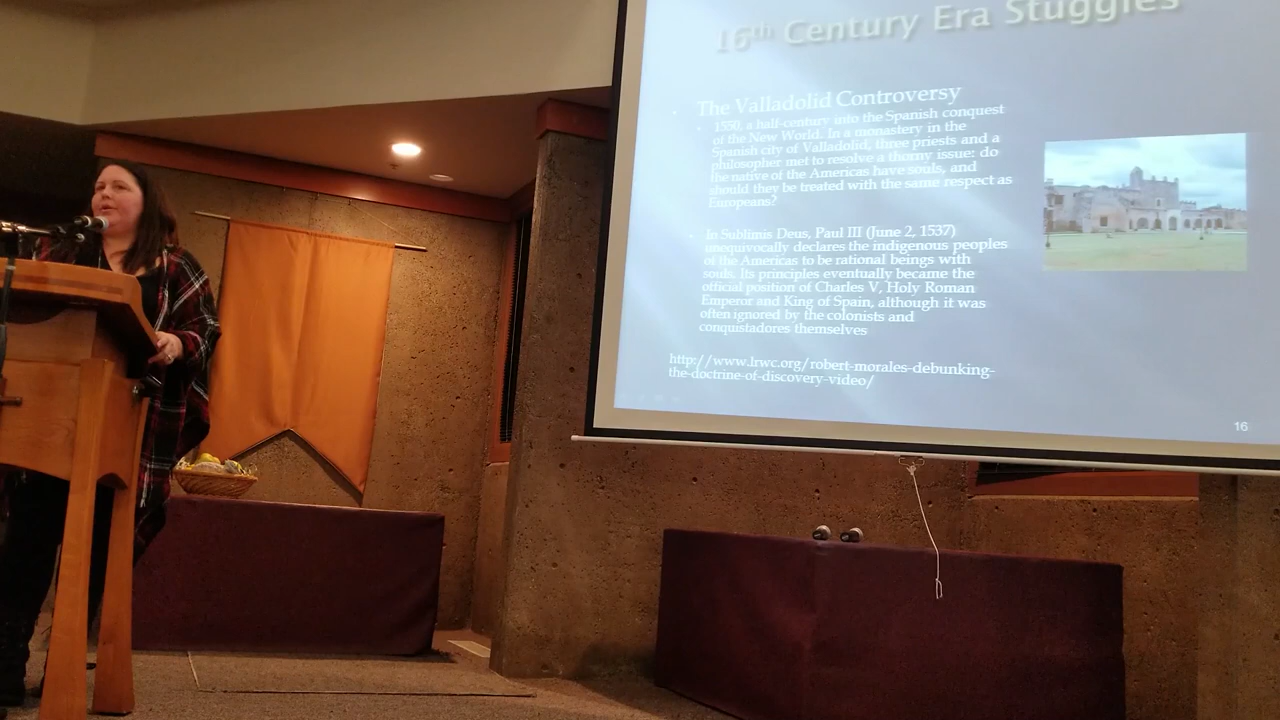 16th Century Era Stuggles
The Valladolid Controversy
1550, a half-century into the Spanish conquest
of the New World. In a monastery in the
Spanish city of Valladolid, three priests and a
philosopher met to resolve a thorny issue: do
the native of the Americas have souls, and
should they be treated with the same respect as
Europeans?
In Sublimis Deus, Paul III (June 2, 1537)
unequivocally declares the indigenous peoples
of the Americas to be rational beings with
souls. Its principles eventually became the
official position of Charles V, Holy Roman
Emperor and King of Spain, although it was
often ignored by the colonists and
conquistadores themselves
http://www.lrwc.org/robert-morales-debunking-
the-doctrine-of-discovery-video/
16